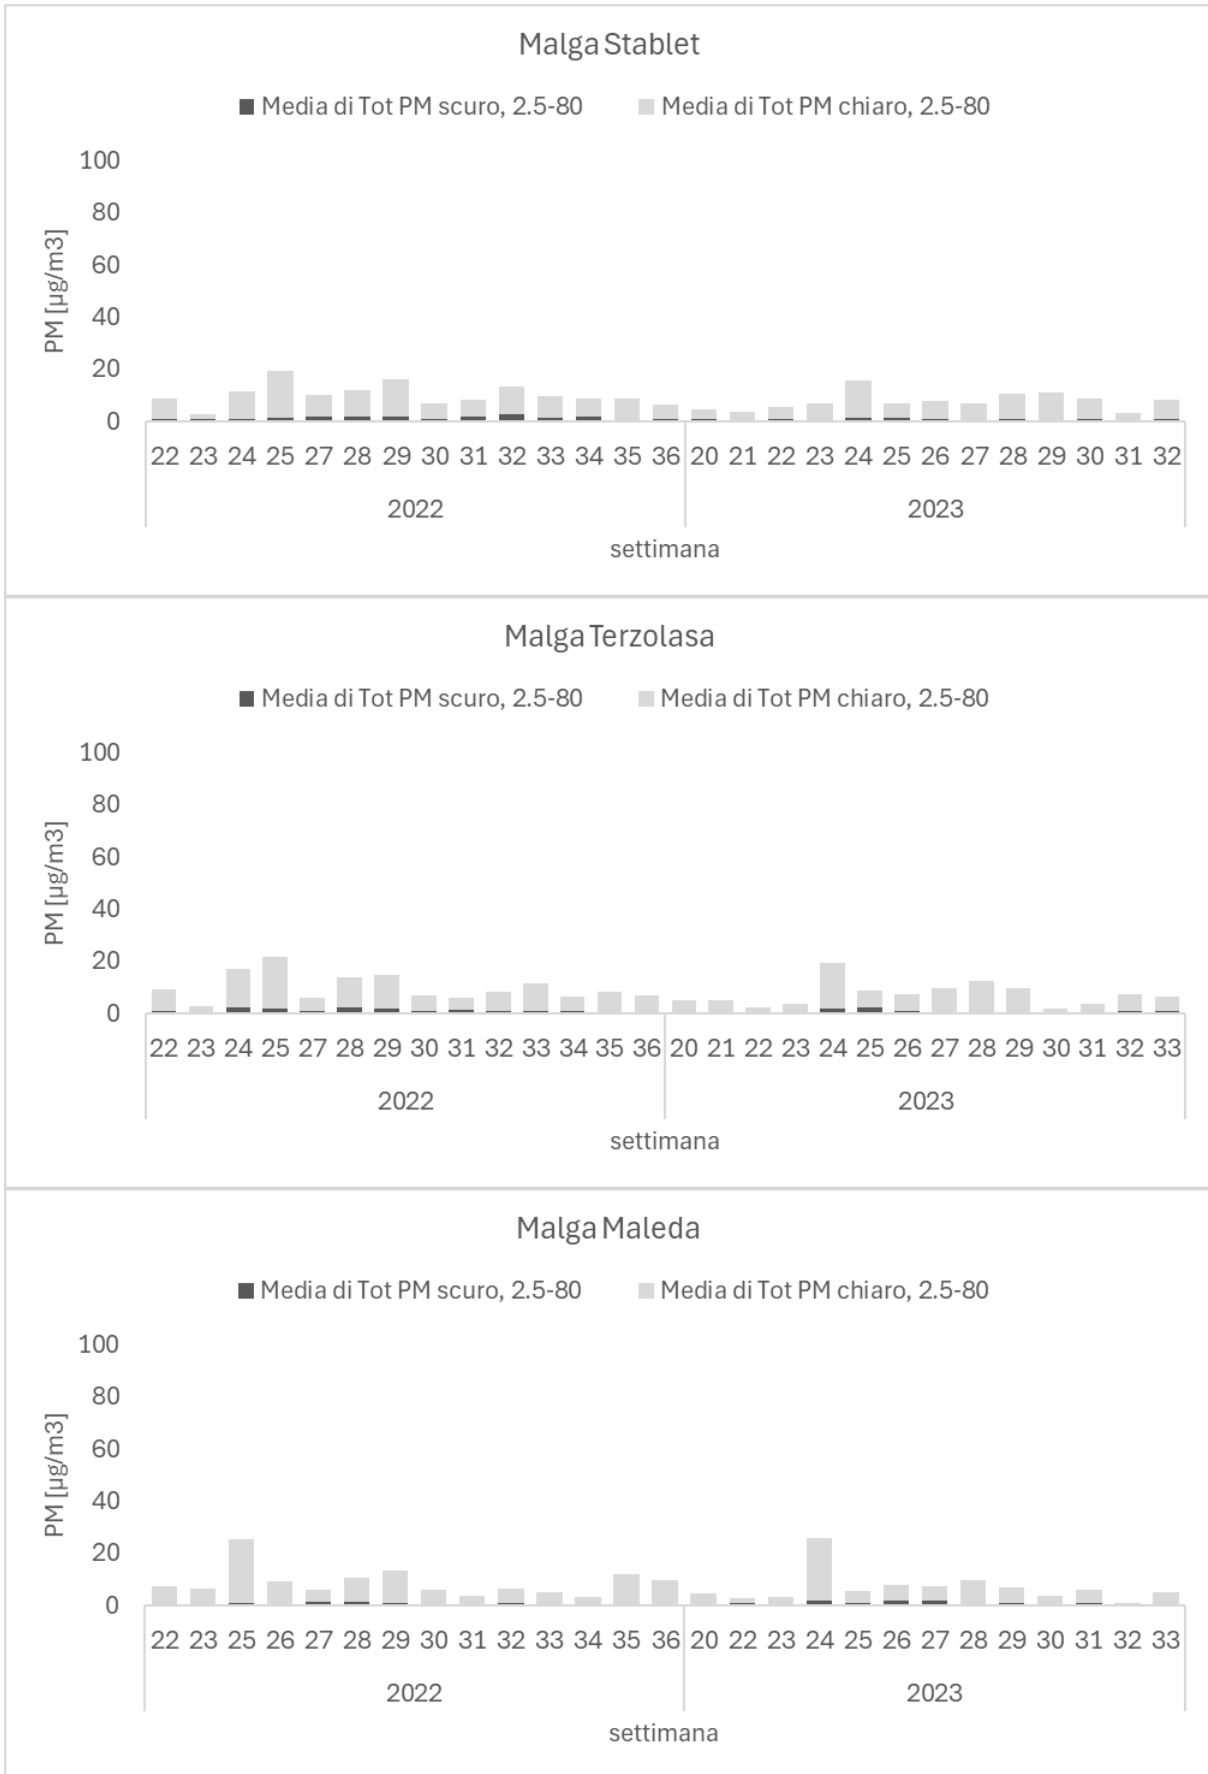 Malga Stablet
Media di Tot PM scuro, 2.5-80 Media di Tot PM chiaro, 2.5-80
100
80
60
40
20
0
PM [µg/m3]
22 23 24 25 27 28 29 30 31 32 33 34 35 36 20 21 22 23 24 25 26 27 28 29 30 31 32
2022 2023
settimana
Malga Terzolasa
Media di Tot PM scuro, 2.5-80 Media di Tot PM chiaro, 2.5-80
100
80
60
40
20
0
PM [µg/m3]
22 23 24 25 27 28 29 30 31 32 33 34 35 36 20 21 22 23 24 25 26 27 28 29 30 31 32 33
2022 2023
settimana
Malga Maleda
Media di Tot PM scuro, 2.5-80 Media di Tot PM chiaro, 2.5-80
100
80
60
40
20
0
PM [µg/m3]
22 23 25 26 27 28 29 30 31 32 33 34 35 36 20 22 23 24 25 26 27 28 29 30 31 32 33
2022 2023
settimana